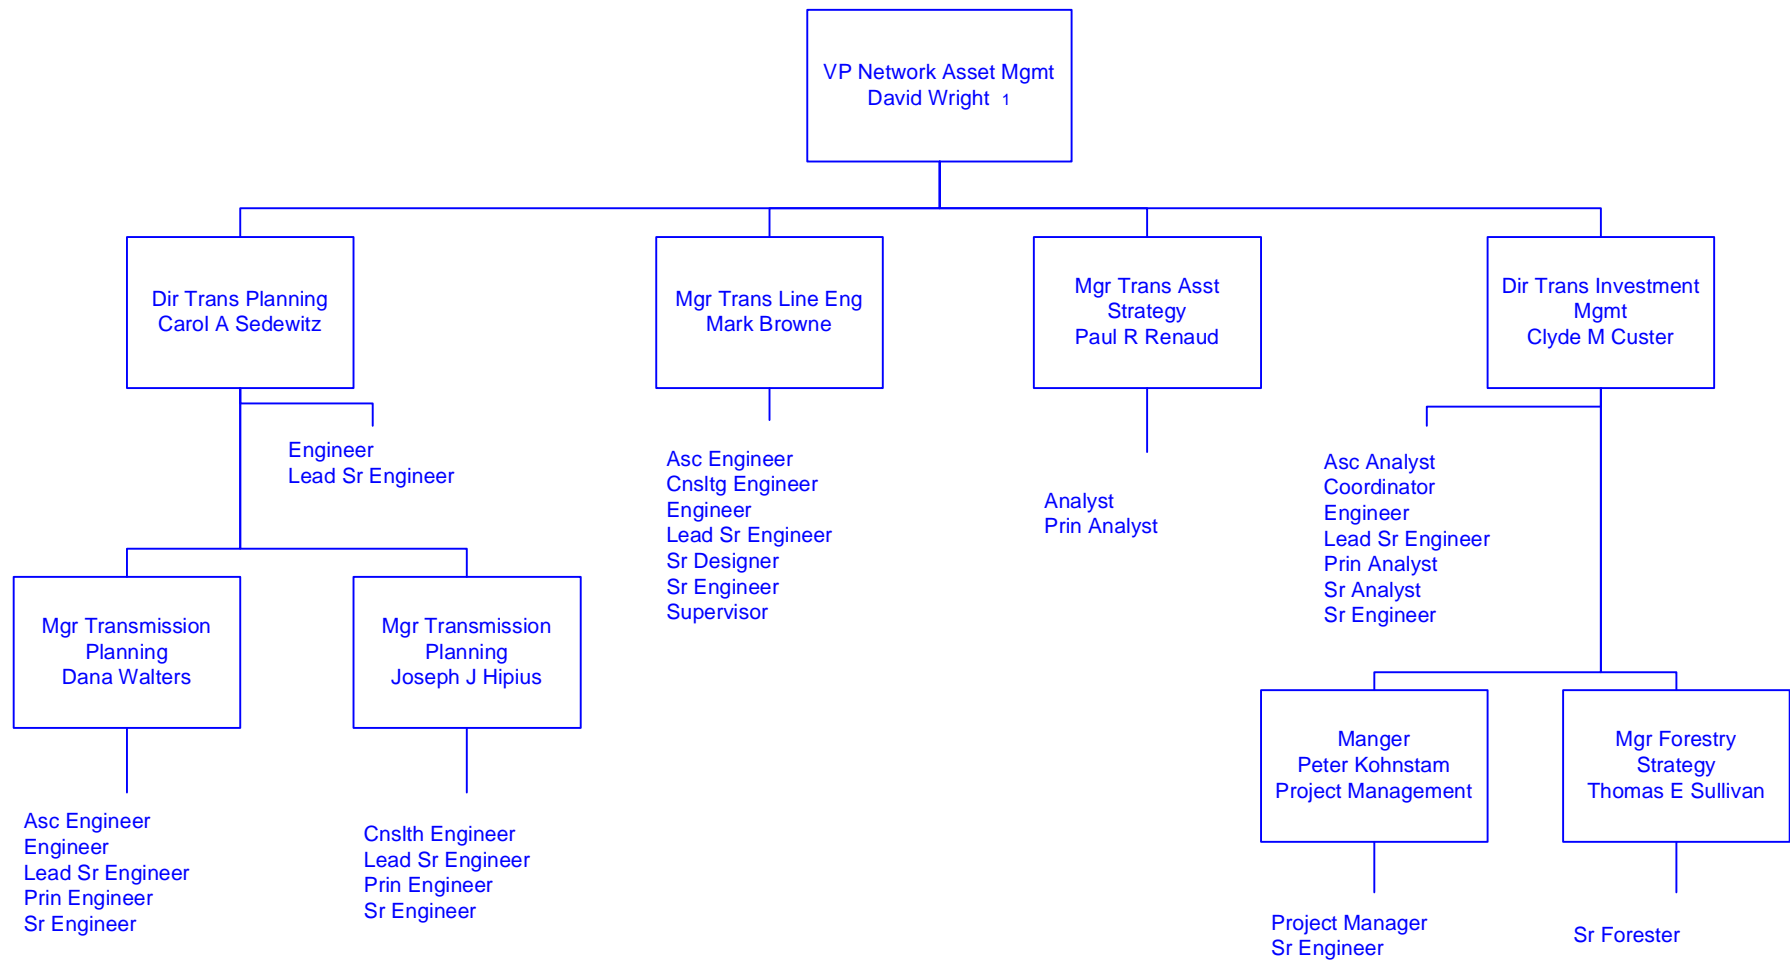 VP Network Asset Mgmt
David Wright 1
Dir Trans Planning
Carol A Sedewitz
Mgr Trans Line Eng
Mark Browne
Mgr Trans Asst
Strategy
Paul R Renaud
Dir Trans Investment
Mgmt
Clyde M Custer
Engineer
Lead Sr Engineer
Asc Engineer
Cnsltg Engineer
Engineer
Lead Sr Engineer
Sr Designer
Sr Engineer
Supervisor
Analyst
Prin Analyst
Asc Analyst
Coordinator
Engineer
Lead Sr Engineer
Prin Analyst
Sr Analyst
Sr Engineer
Mgr Transmission
Planning
Dana Walters
Mgr Transmission
Planning
Joseph J Hipius
Manger
Peter Kohnstam
Project Management
Mgr Forestry
Strategy
Thomas E Sullivan
Asc Engineer
Engineer
Lead Sr Engineer
Prin Engineer
Sr Engineer
Cnslth Engineer
Lead Sr Engineer
Prin Engineer
Sr Engineer
Project Manager
Sr Engineer
Sr Forester